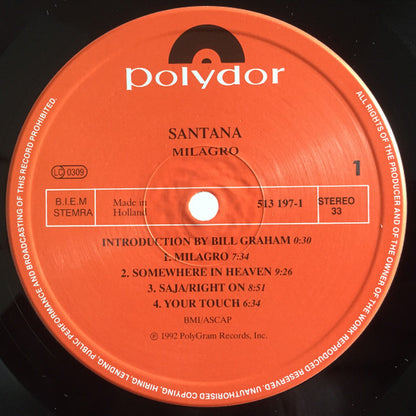 polydor
SANTANA
MILAGRO
LC 0309
1
B.I.E.M
STEMRA
Made in
Holland
513 197-1
STEREO
33
INTRODUCTION BY BILL GRAHAM 0:30
1. MILAGRO 7:34
2. SOMEWHERE IN HEAVEN 9:26
3. SAJA/RIGHT ON 8:51
4. YOUR TOUCH 6:34
BMI/ASCAP
℗ 1992 PolyGram Records, Inc.
ALL RIGHTS OF THE PRODUCER AND OF THE OWNER OF THE WORK REPRODUCED RESERVED. UNAUTHORISED COPYING, HIRING, LENDING, PUBLIC PERFORMANCE AND BROADCASTING OF THIS RECORD PROHIBITED.